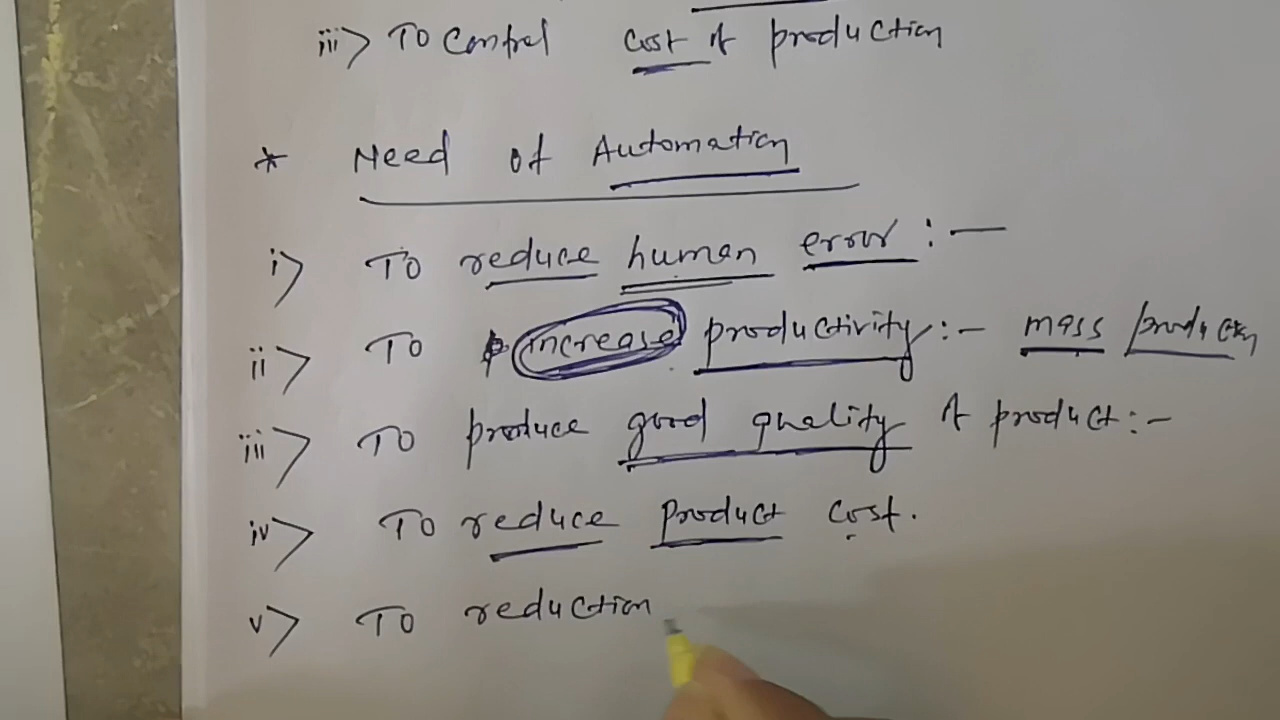 iii> To control cost of production
* Need of Automation
i> To reduce human error :—
ii> To increase productivity :- mass production
iii> To produce good quality of product :-
iv> To reduce product cost.
v> To reduction